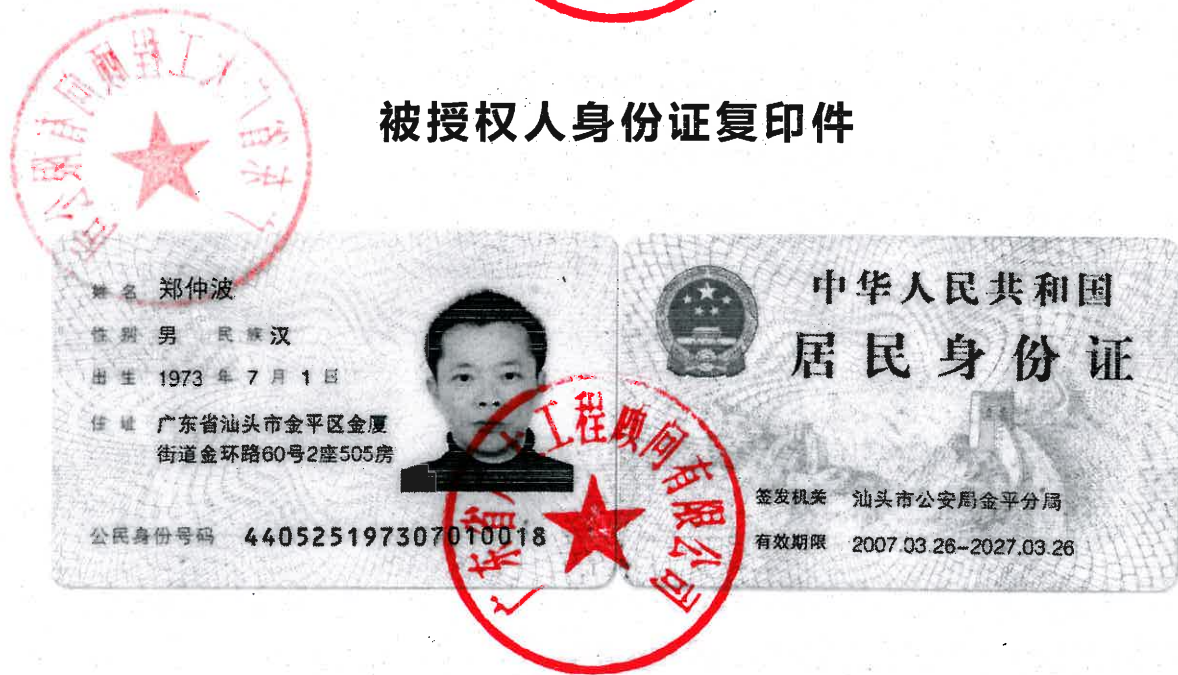 被授权人身份证复印件
姓名 郑仲波
性别 男 民族 汉
出生 1973 年 7 月 1 日
住址 广东省汕头市金平区金厦
街道金环路60号2座505房
公民身份号码 440525197307010018
中华人民共和国
居民身份证
签发机关 汕头市公安局金平分局
有效期限 2007.03.26-2027.03.26
广东省 工程顾问有限公司